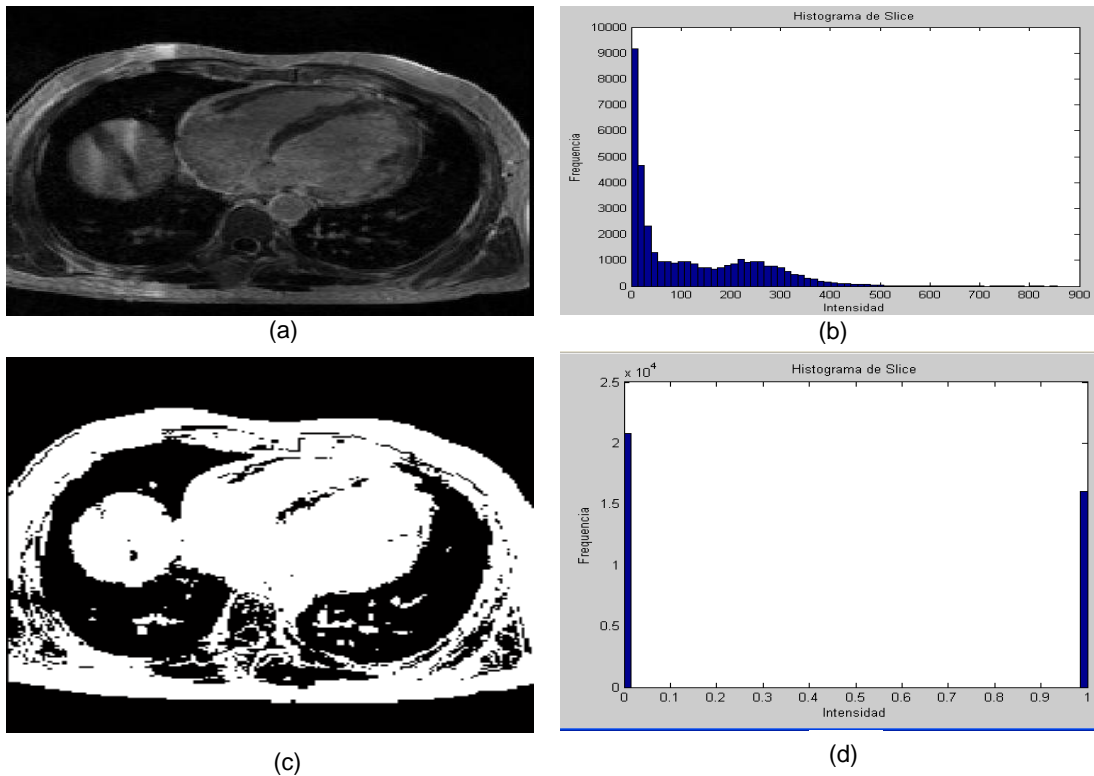 Histograma de Slice
Frequencia
10000
9000
8000
7000
6000
5000
4000
3000
2000
1000
0
0 100 200 300 400 500 600 700 800 900
Intensidad
(a)
(b)
Histograma de Slice
x 10^4
Frequencia
2.5
2
1.5
1
0.5
0
0 0.1 0.2 0.3 0.4 0.5 0.6 0.7 0.8 0.9 1
Intensidad
(c)
(d)